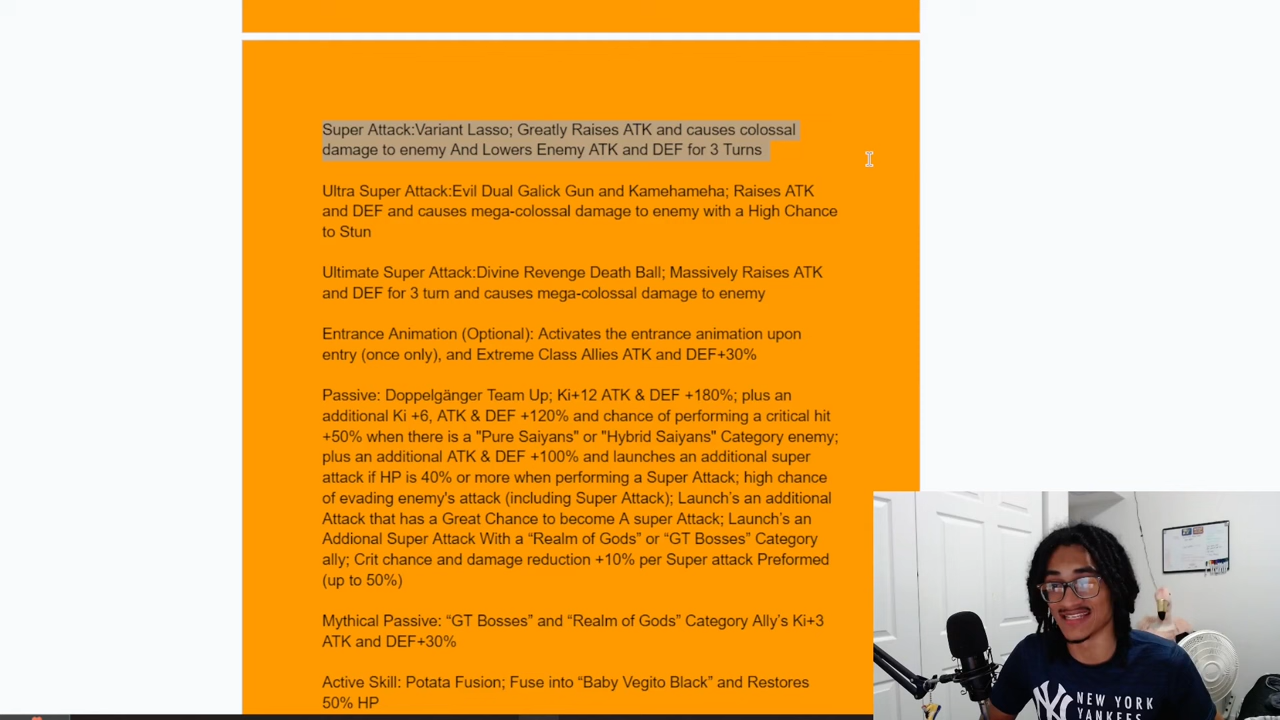 Super Attack:Variant Lasso; Greatly Raises ATK and causes colossal
damage to enemy And Lowers Enemy ATK and DEF for 3 Turns
Ultra Super Attack:Evil Dual Galick Gun and Kamehameha; Raises ATK
and DEF and causes mega-colossal damage to enemy with a High Chance
to Stun
Ultimate Super Attack:Divine Revenge Death Ball; Massively Raises ATK
and DEF for 3 turn and causes mega-colossal damage to enemy
Entrance Animation (Optional): Activates the entrance animation upon
entry (once only), and Extreme Class Allies ATK and DEF+30%
Passive: Doppelgänger Team Up; Ki+12 ATK & DEF +180%; plus an
additional Ki +6, ATK & DEF +120% and chance of performing a critical hit
+50% when there is a "Pure Saiyans" or "Hybrid Saiyans" Category enemy;
plus an additional ATK & DEF +100% and launches an additional super
attack if HP is 40% or more when performing a Super Attack; high chance
of evading enemy's attack (including Super Attack); Launch's an additional
Attack that has a Great Chance to become A super Attack; Launch's an
Addional Super Attack With a “Realm of Gods” or “GT Bosses” Category
ally; Crit chance and damage reduction +10% per Super attack Preformed
(up to 50%)
Mythical Passive: “GT Bosses” and “Realm of Gods” Category Ally’s Ki+3
ATK and DEF+30%
Active Skill: Potata Fusion; Fuse into “Baby Vegito Black” and Restores
50% HP
NEW YORK
YANKEES